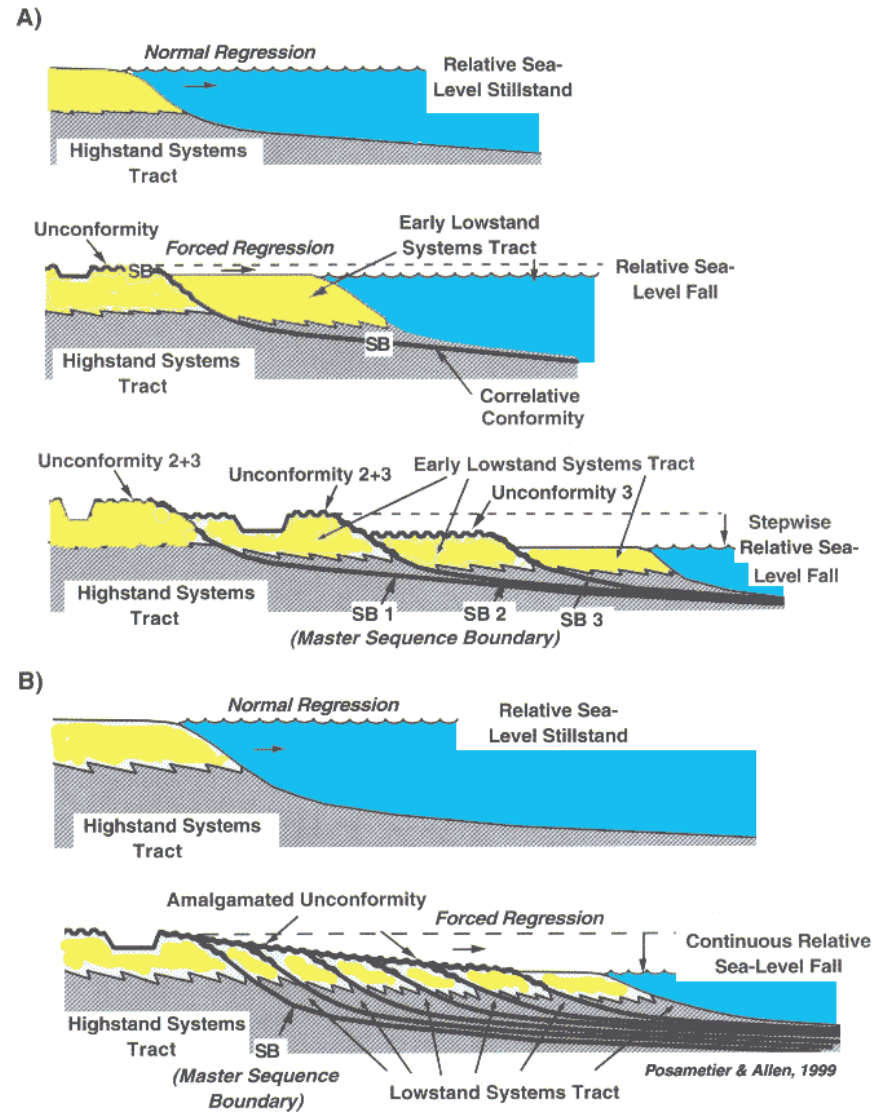 A)
Normal Regression
Relative Sea-
Level Stillstand
Highstand Systems
Tract
Unconformity
Early Lowstand
Systems Tract
Forced Regression
SB
Relative Sea-
Level Fall
SB
Highstand Systems
Tract
Correlative
Conformity
Unconformity 2+3
Unconformity 2+3
Early Lowstand Systems Tract
Unconformity 3
Stepwise
Relative Sea-
Level Fall
Highstand Systems
Tract
SB 1
SB 2
SB 3
(Master Sequence Boundary)
B)
Normal Regression
Relative Sea-
Level Stillstand
Highstand Systems
Tract
Amalgamated Unconformity
Forced Regression
Continuous Relative
Sea-Level Fall
Highstand Systems
Tract
SB
(Master Sequence
Boundary)
Lowstand Systems Tract
Posametier & Allen, 1999